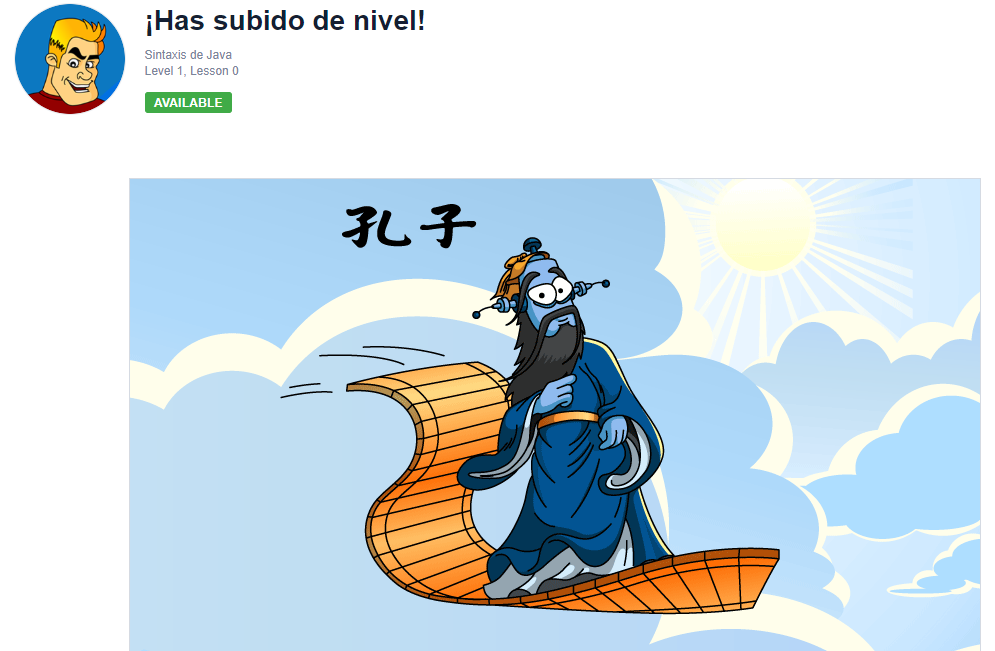 ¡Has subido de nivel!
Sintaxis de Java
Level 1, Lesson 0
AVAILABLE
孔子